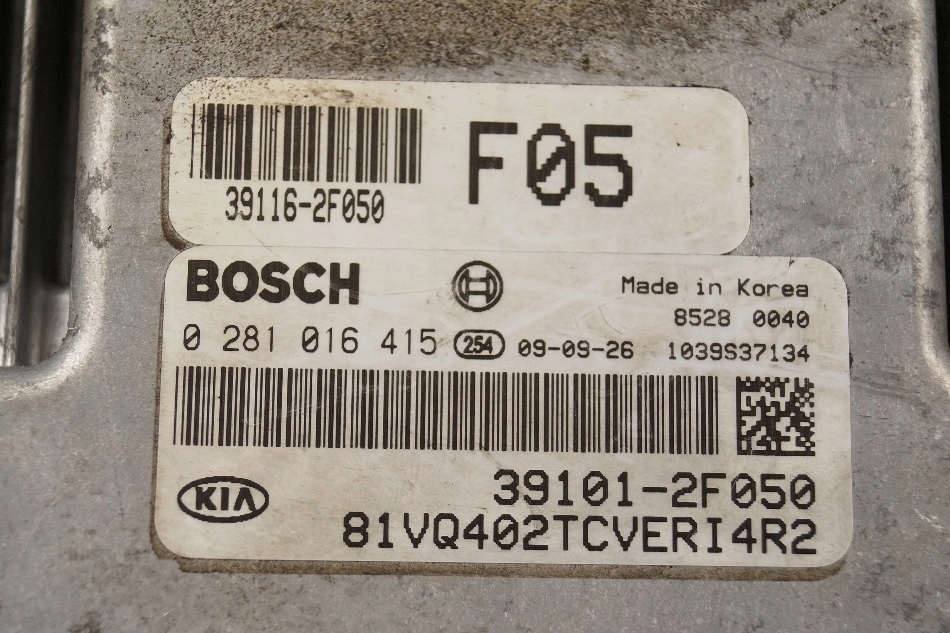 F05
39116-2F050
BOSCH
Made in Korea
8528 0040
0 281 016 415 254 09-09-26 1039S37134
39101-2F050
KIA
81VQ402TCVERI4R2